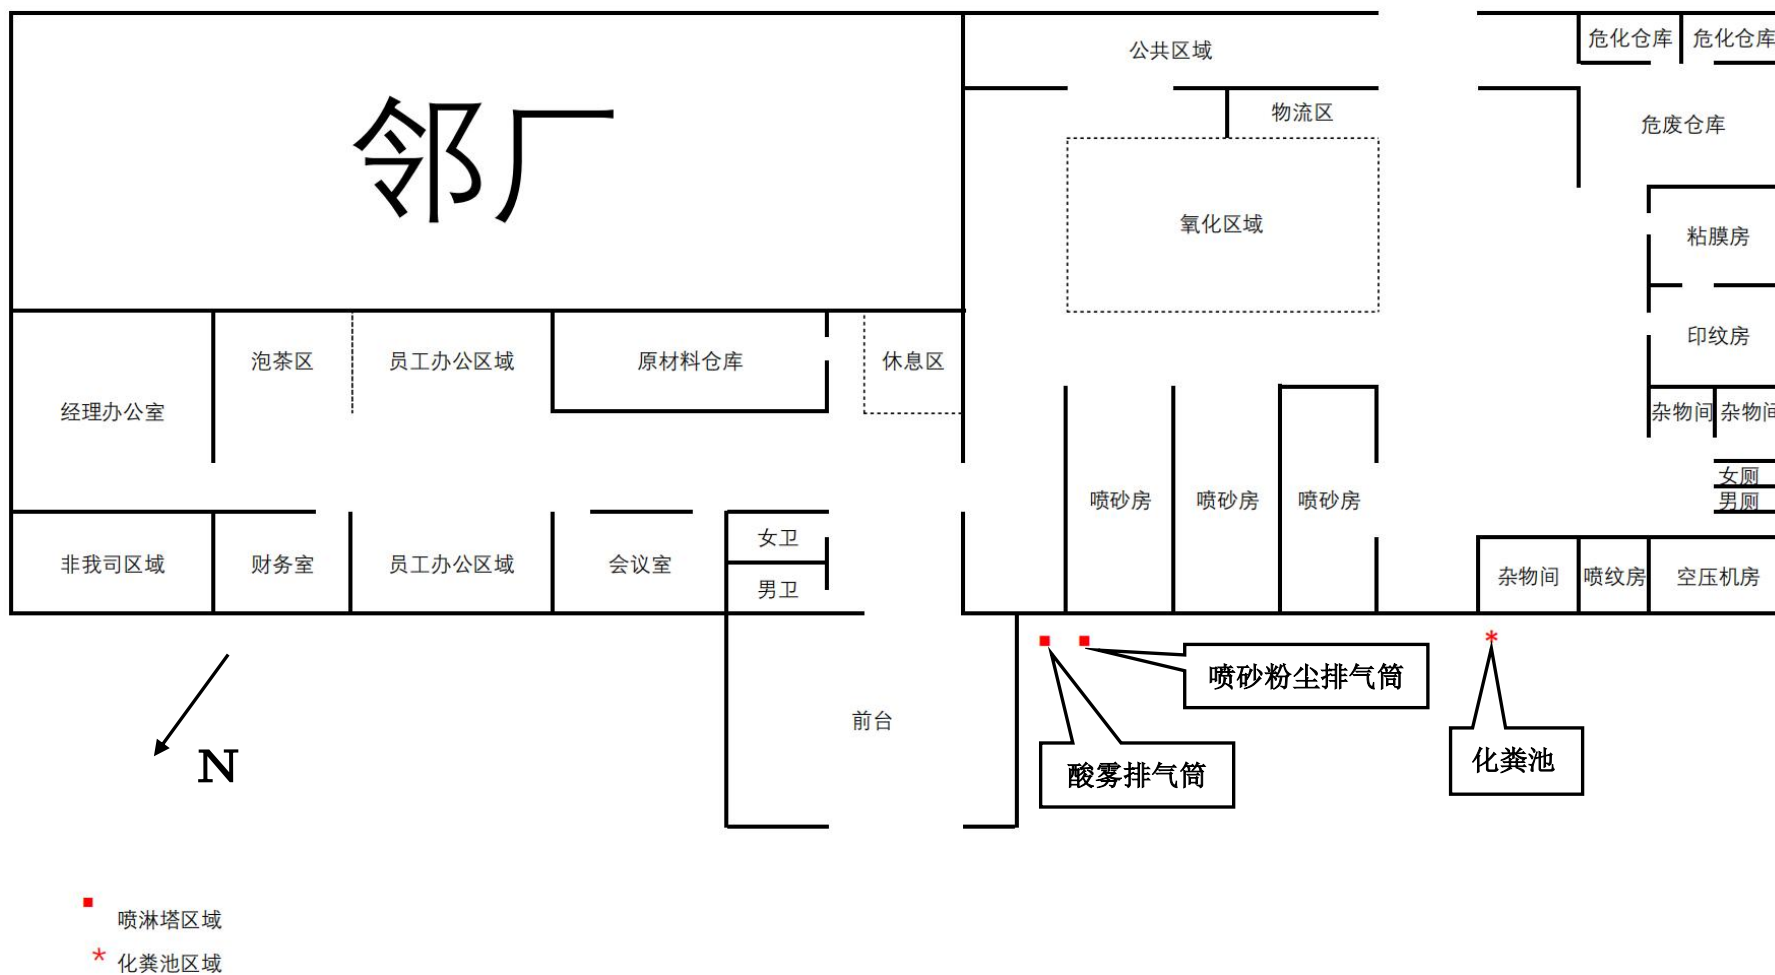 公共区域
危化仓库
危化仓库
邻厂
物流区
危废仓库
氧化区域
粘膜房
印纹房
泡茶区
员工办公区域
原材料仓库
休息区
经理办公室
杂物间
杂物间
女厕
男厕
喷砂房
喷砂房
喷砂房
女卫
男卫
非我司区域
财务室
员工办公区域
会议室
杂物间
喷纹房
空压机房
喷砂粉尘排气筒
前台
酸雾排气筒
化粪池
N
喷淋塔区域
* 化粪池区域